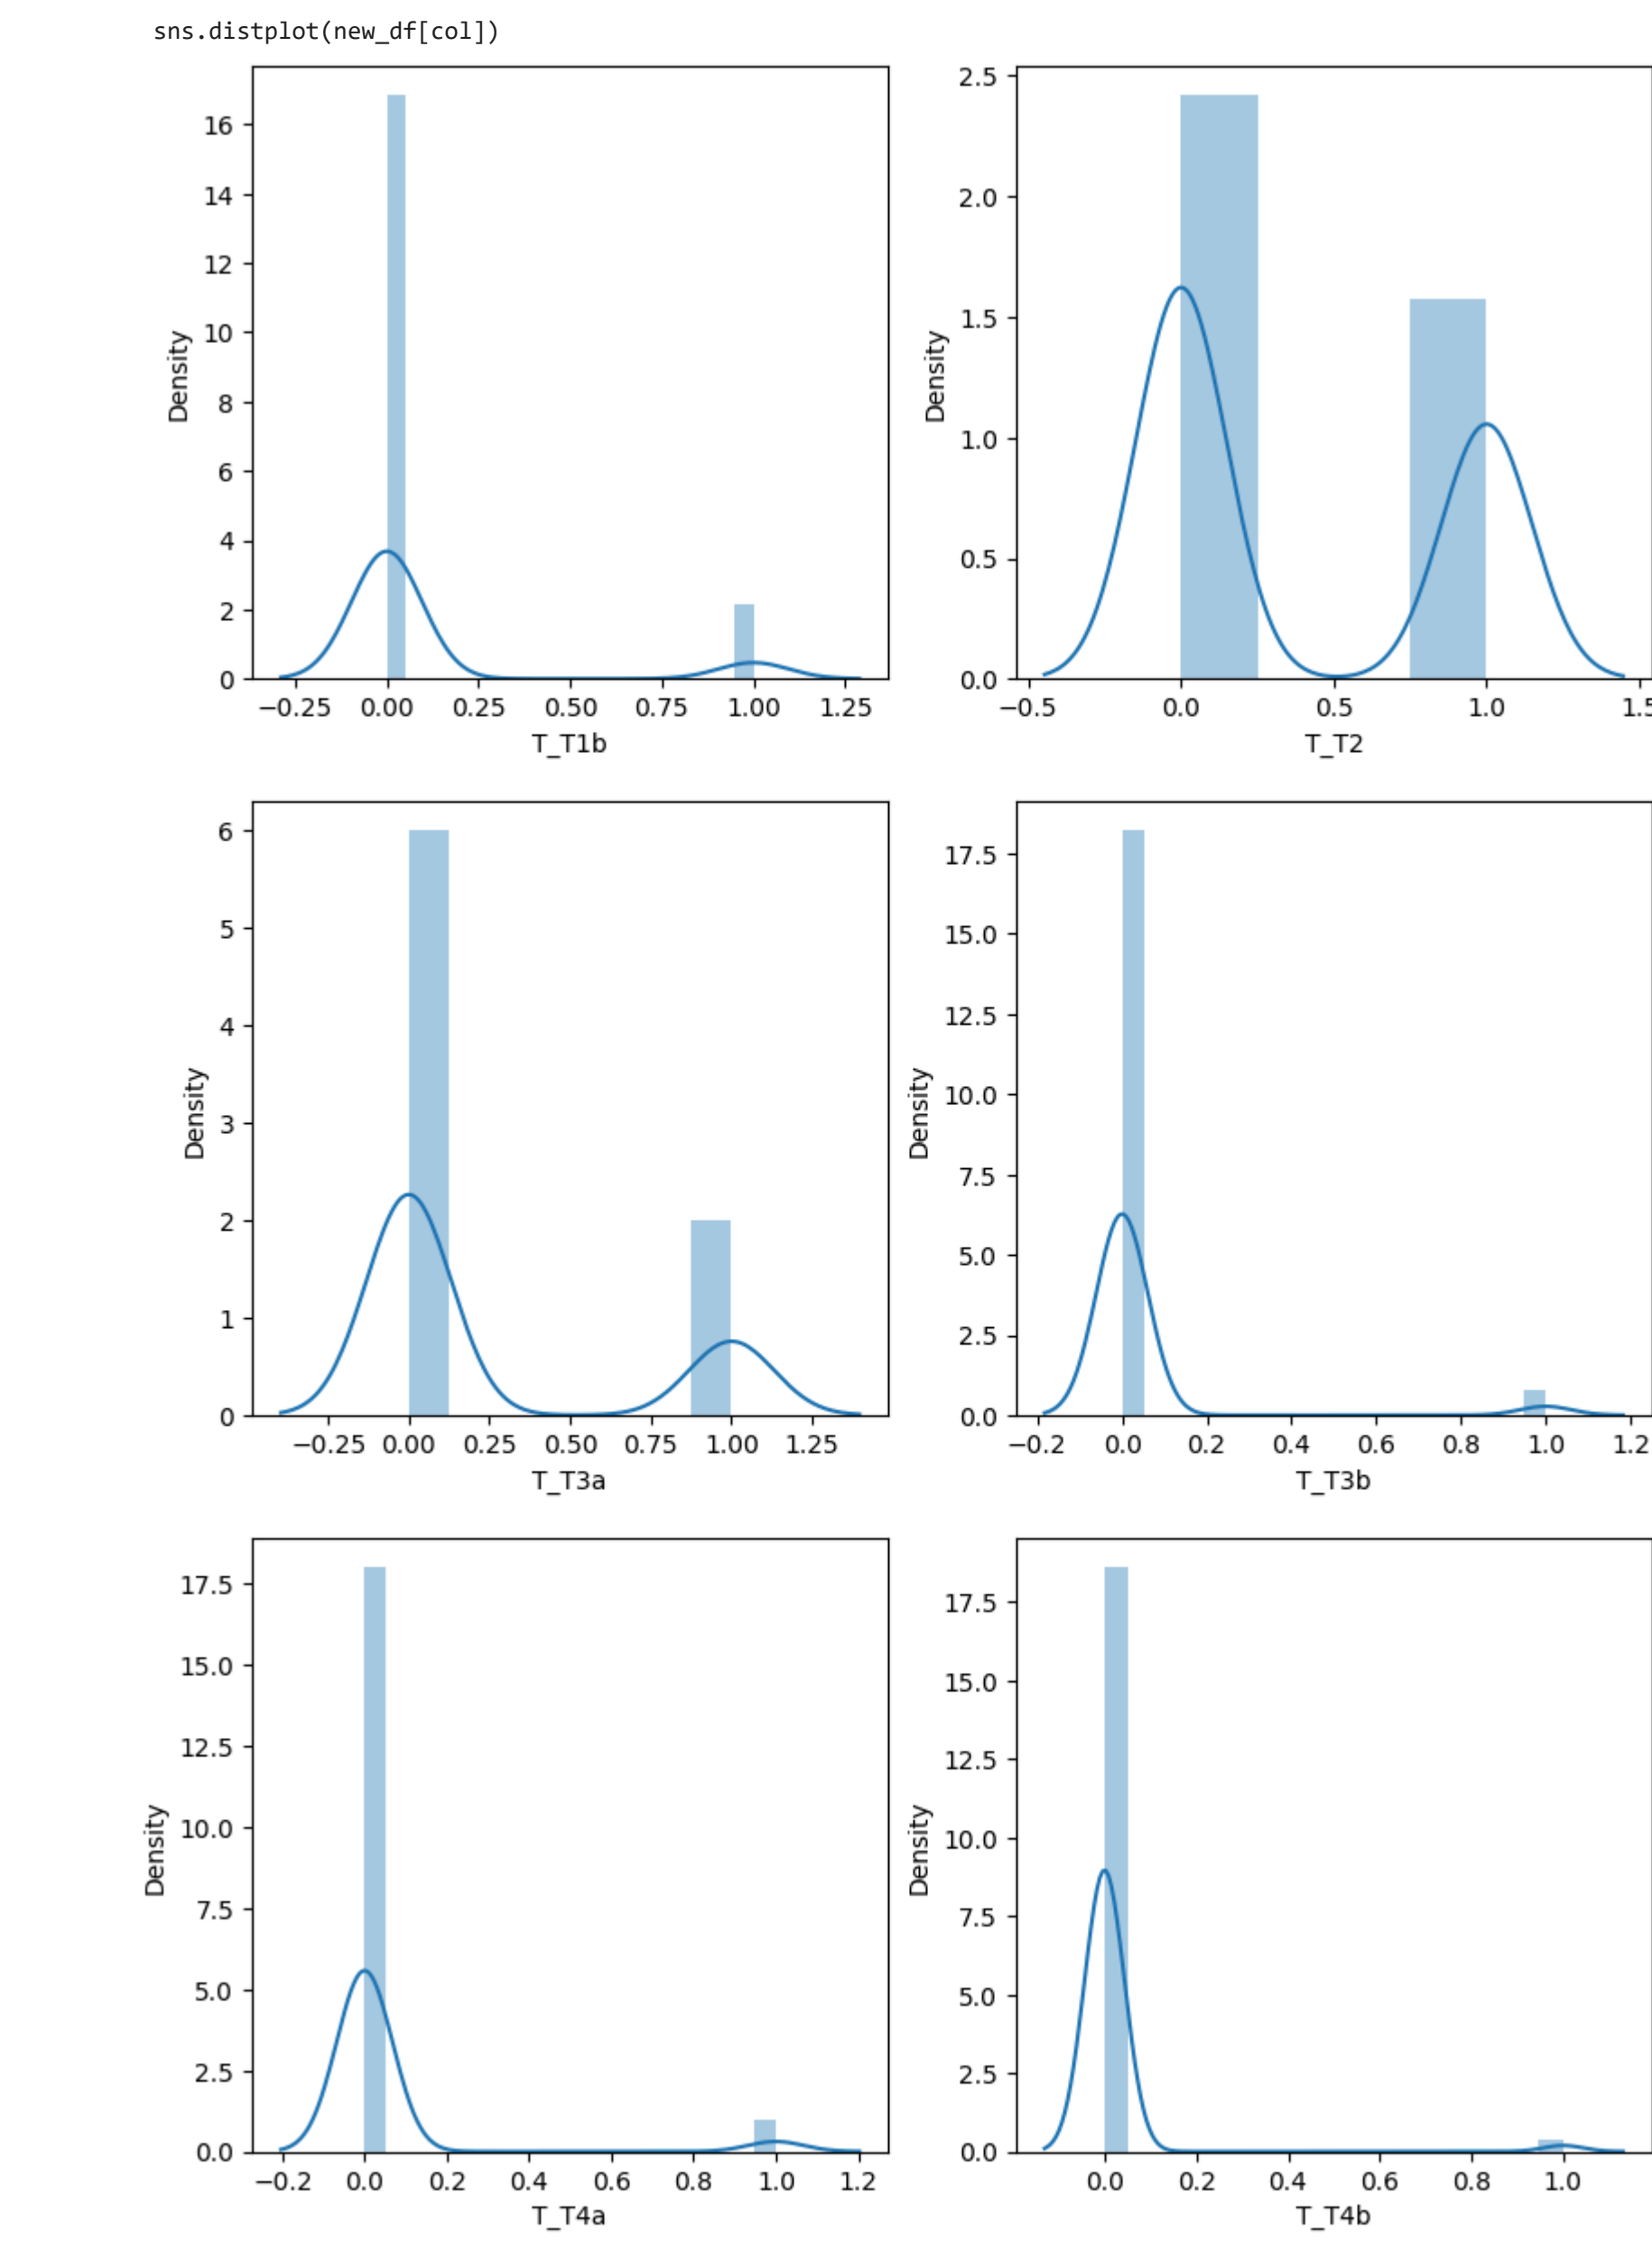 sns.distplot(new_df[col])
16
14
12
10
8
6
4
2
0
Density
−0.25 0.00 0.25 0.50 0.75 1.00 1.25
T_T1b
2.5
2.0
1.5
1.0
0.5
0.0
Density
−0.5 0.0 0.5 1.0 1.5
T_T2
6
5
4
3
2
1
0
Density
−0.25 0.00 0.25 0.50 0.75 1.00 1.25
T_T3a
17.5
15.0
12.5
10.0
7.5
5.0
2.5
0.0
Density
−0.2 0.0 0.2 0.4 0.6 0.8 1.0 1.2
T_T3b
17.5
15.0
12.5
10.0
7.5
5.0
2.5
0.0
Density
−0.2 0.0 0.2 0.4 0.6 0.8 1.0 1.2
T_T4a
17.5
15.0
12.5
10.0
7.5
5.0
2.5
0.0
Density
0.0 0.2 0.4 0.6 0.8 1.0
T_T4b